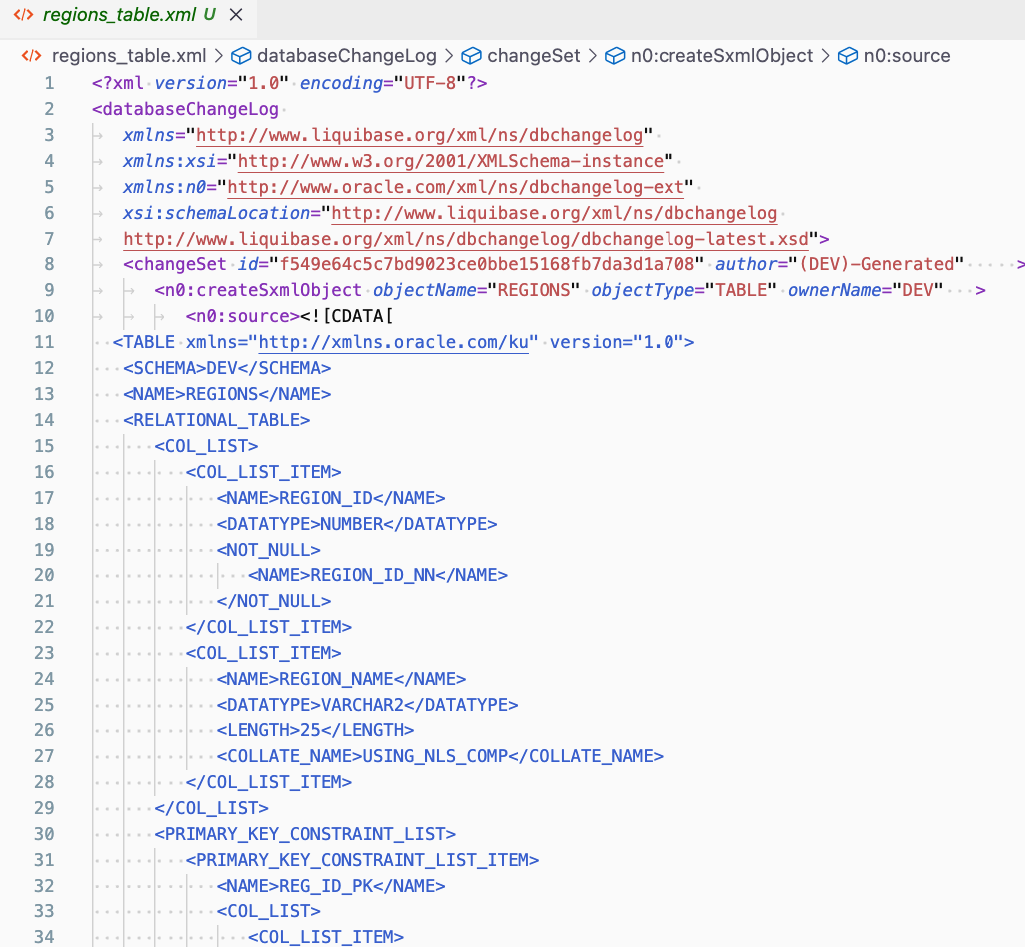 </> regions_table.xml U ×
</> regions_table.xml > databaseChangeLog > changeSet > n0:createSxmlObject > n0:source
1 <?xml version="1.0" encoding="UTF-8"?>
2 <databaseChangeLog
3 xmlns="http://www.liquibase.org/xml/ns/dbchangelog"
4 xmlns:xsi="http://www.w3.org/2001/XMLSchema-instance"
5 xmlns:n0="http://www.oracle.com/xml/ns/dbchangelog-ext"
6 xsi:schemaLocation="http://www.liquibase.org/xml/ns/dbchangelog
7 http://www.liquibase.org/xml/ns/dbchangelog/dbchangelog-latest.xsd">
8 <changeSet id="f549e64c5c7bd9023ce0bbe15168fb7da3d1a708" author="(DEV)-Generated" >
9 <n0:createSxmlObject objectName="REGIONS" objectType="TABLE" ownerName="DEV" >
10 <n0:source><![CDATA[
11 <TABLE xmlns="http://xmlns.oracle.com/ku" version="1.0">
12 <SCHEMA>DEV</SCHEMA>
13 <NAME>REGIONS</NAME>
14 <RELATIONAL_TABLE>
15 <COL_LIST>
16 <COL_LIST_ITEM>
17 <NAME>REGION_ID</NAME>
18 <DATATYPE>NUMBER</DATATYPE>
19 <NOT_NULL>
20 <NAME>REGION_ID_NN</NAME>
21 </NOT_NULL>
22 </COL_LIST_ITEM>
23 <COL_LIST_ITEM>
24 <NAME>REGION_NAME</NAME>
25 <DATATYPE>VARCHAR2</DATATYPE>
26 <LENGTH>25</LENGTH>
27 <COLLATE_NAME>USING_NLS_COMP</COLLATE_NAME>
28 </COL_LIST_ITEM>
29 </COL_LIST>
30 <PRIMARY_KEY_CONSTRAINT_LIST>
31 <PRIMARY_KEY_CONSTRAINT_LIST_ITEM>
32 <NAME>REG_ID_PK</NAME>
33 <COL_LIST>
34 <COL_LIST_ITEM>